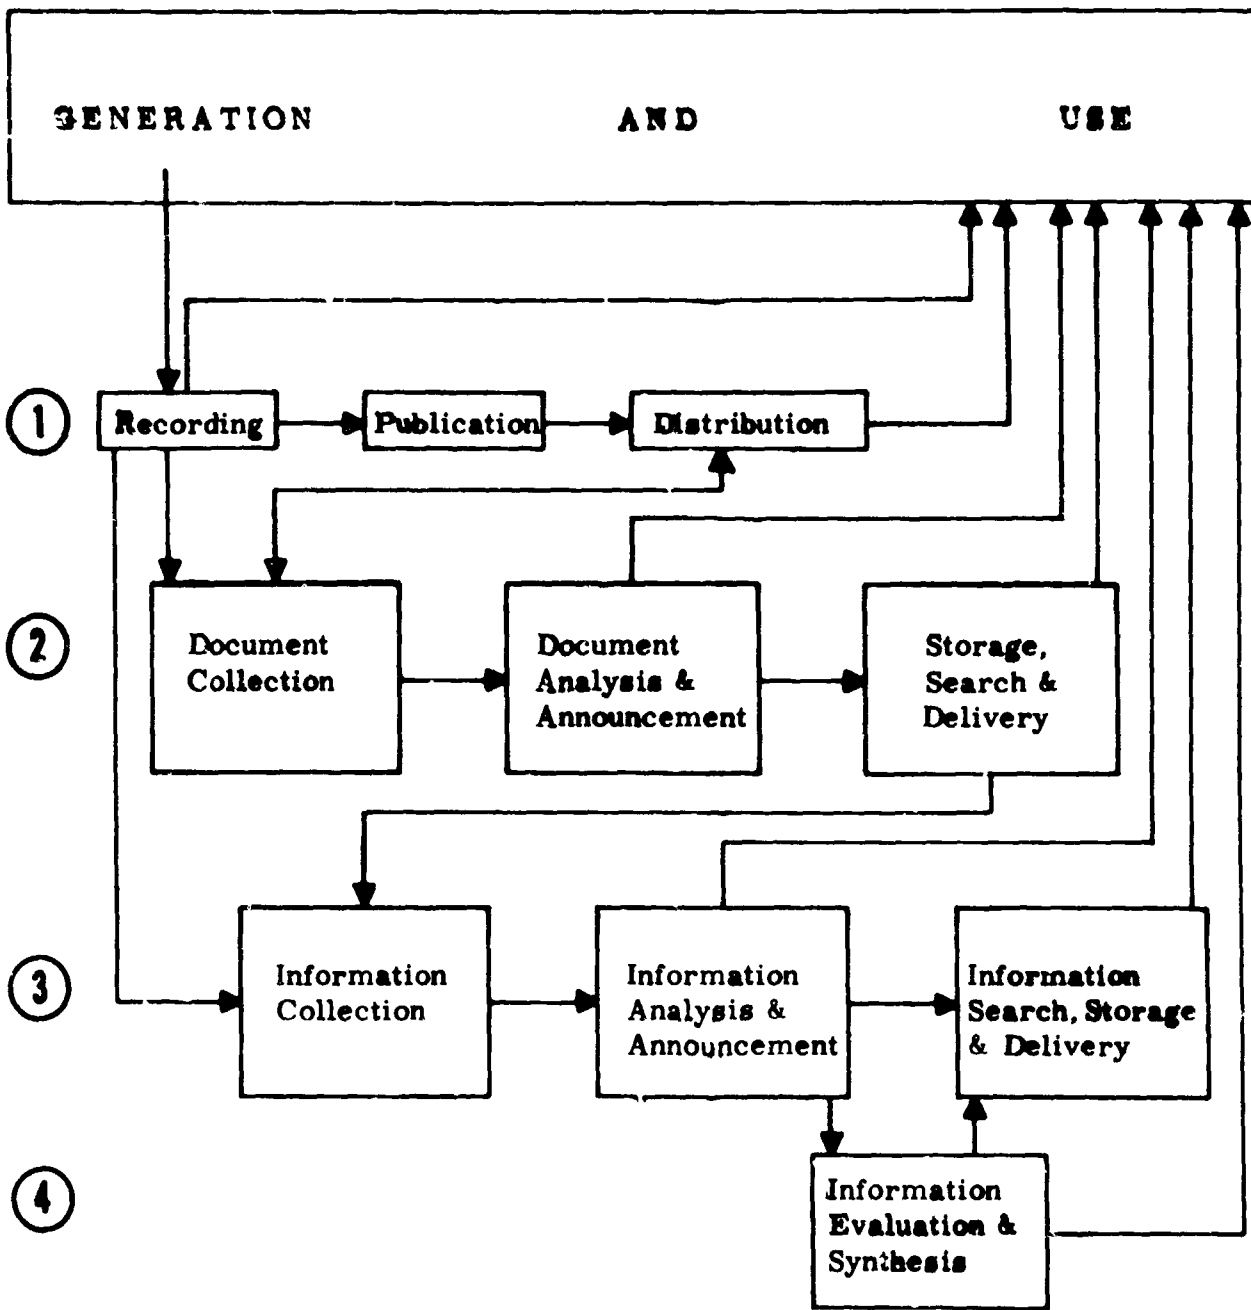 GENERATION AND USE
1
Recording
Publication
Distribution
2
Document
Collection
Document
Analysis &
Announcement
Storage,
Search &
Delivery
3
Information
Collection
Information
Analysis &
Announcement
Information
Search, Storage
& Delivery
4
Information
Evaluation &
Synthesis